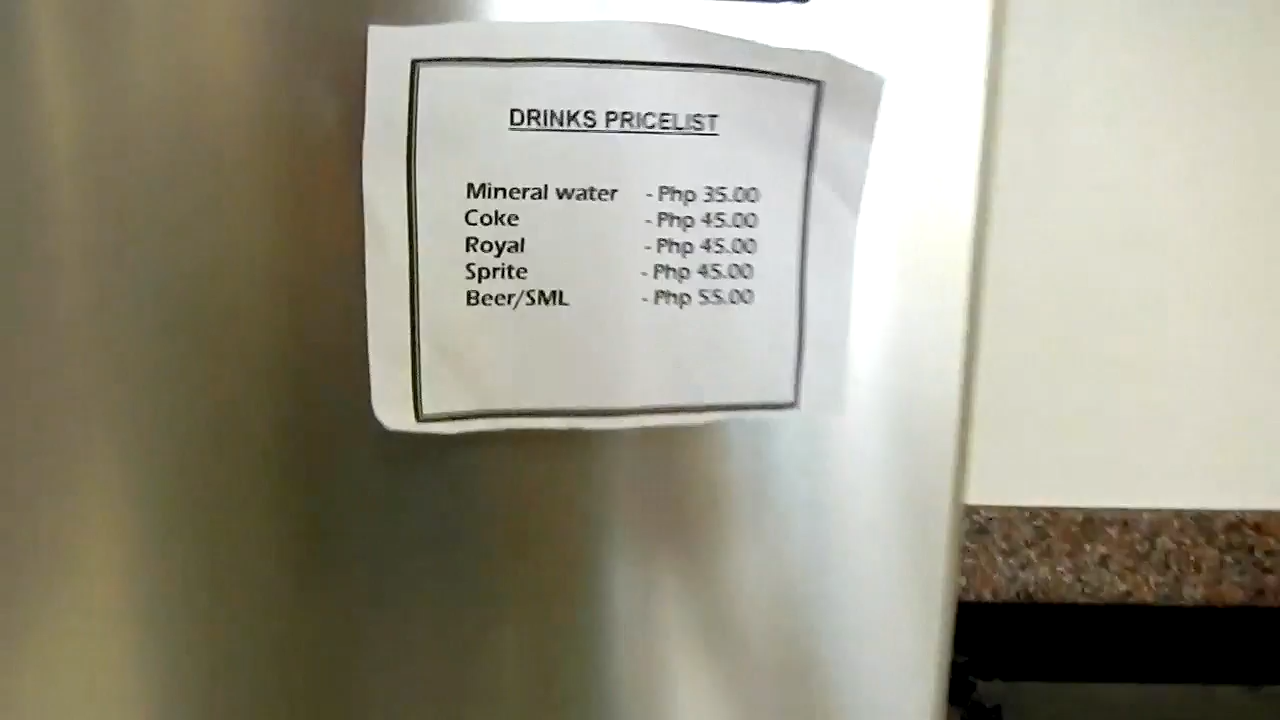 DRINKS PRICELIST
Mineral water - Php 35.00
Coke - Php 45.00
Royal - Php 45.00
Sprite - Php 45.00
Beer/SML - Php 55.00